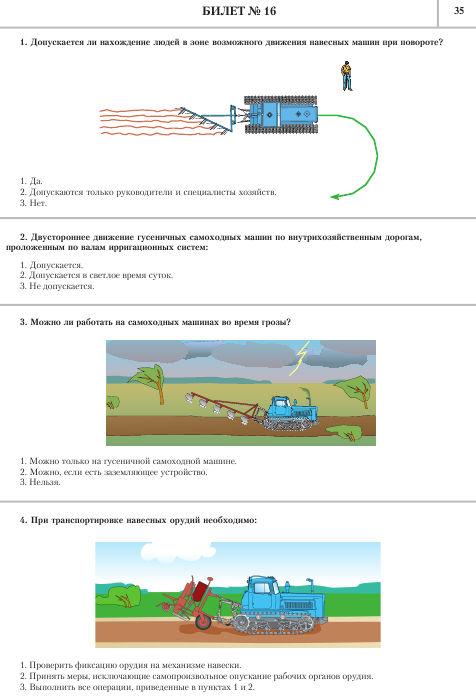 БИЛЕТ № 16
35
1. Допускается ли нахождение людей в зоне возможного движения навесных машин при повороте?
1. Да.
2. Допускаются только руководители и специалисты хозяйств.
3. Нет.
2. Двустороннее движение гусеничных самоходных машин по внутрихозяйственным дорогам,
проложенным по валам ирригационных систем:
1. Допускается.
2. Допускается в светлое время суток.
3. Не допускается.
3. Можно ли работать на самоходных машинах во время грозы?
1. Можно только на гусеничной самоходной машине.
2. Можно, если есть заземляющее устройство.
3. Нельзя.
4. При транспортировке навесных орудий необходимо:
1. Проверить фиксацию орудия на механизме навески.
2. Принять меры, исключающие самопроизвольное опускание рабочих органов орудия.
3. Выполнить все операции, приведенные в пунктах 1 и 2.